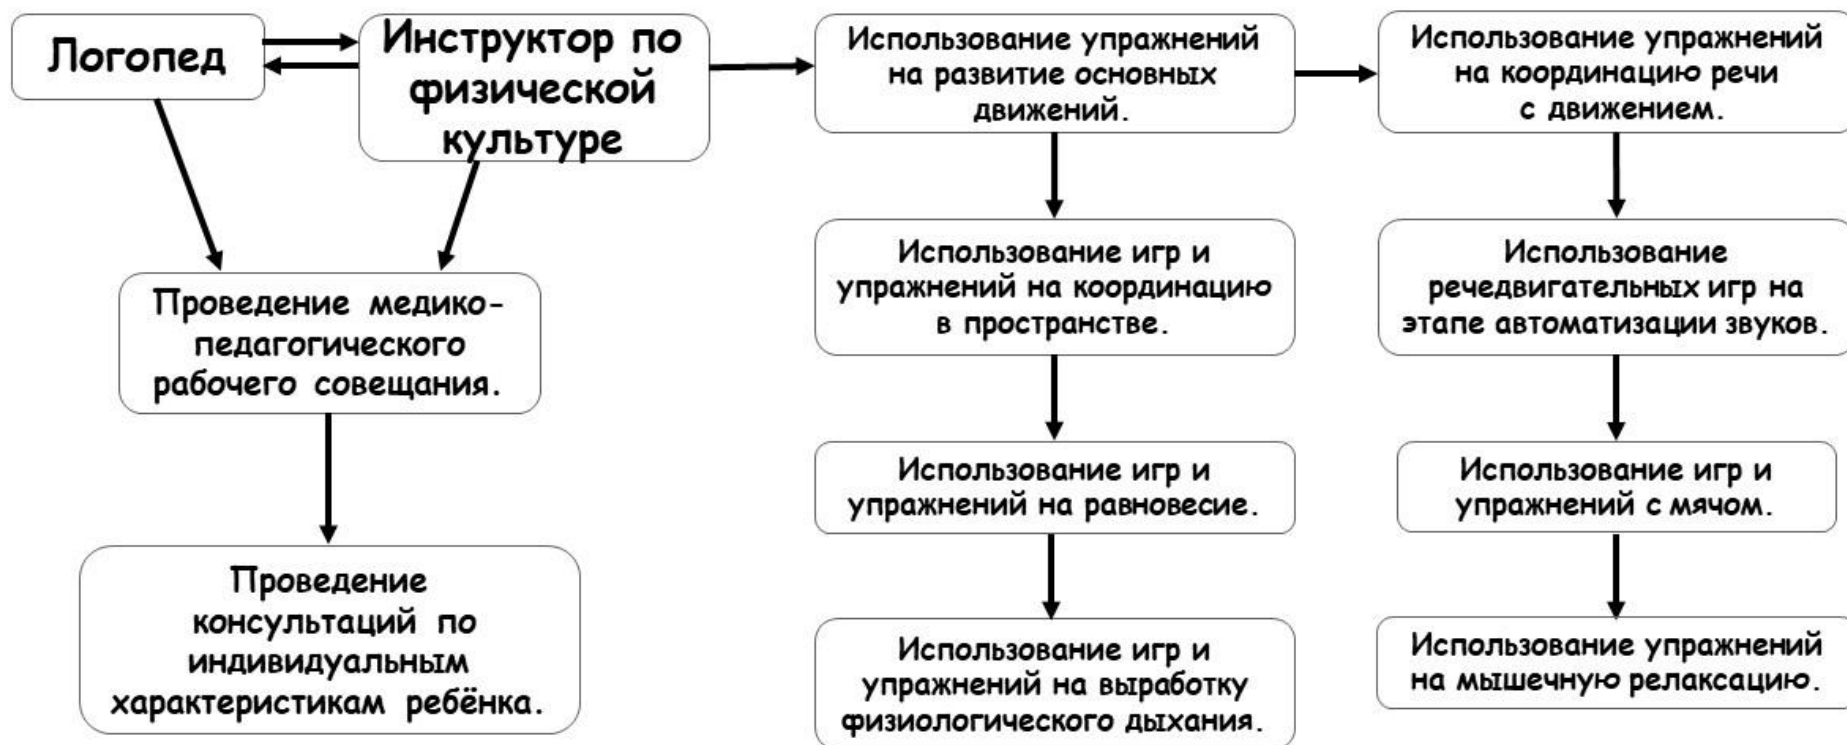 Логопед
Инструктор по
физической
культуре
Проведение медико-
педагогического
рабочего совещания.
Проведение
консультаций по
индивидуальным
характеристикам ребёнка.
Использование упражнений
на развитие основных
движений.
Использование игр и
упражнений на координацию
в пространстве.
Использование игр и
упражнений на равновесие.
Использование игр и
упражнений на выработку
физиологического дыхания.
Использование упражнений
на координацию речи
с движением.
Использование
речедвигательных игр на
этапе автоматизации звуков.
Использование игр и
упражнений с мячом.
Использование упражнений
на мышечную релаксацию.